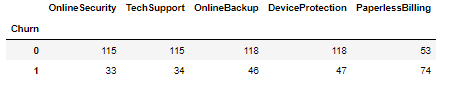 OnlineSecurity TechSupport OnlineBackup DeviceProtection PaperlessBilling
Churn
0 115 115 118 118 53
1 33 34 46 47 74